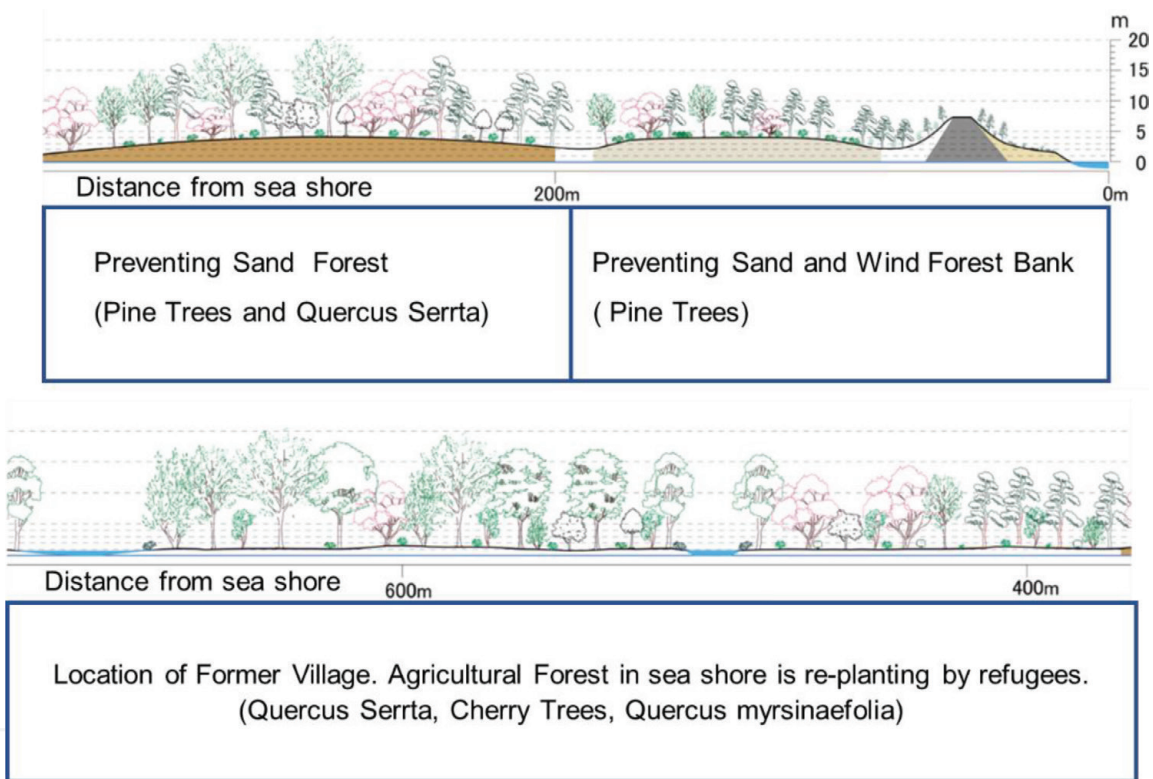 m
20
15
10
5
0
Distance from sea shore
200m
0m
Preventing Sand Forest
(Pine Trees and Quercus Serrta)
Preventing Sand and Wind Forest Bank
( Pine Trees)
Distance from sea shore
600m
400m
Location of Former Village. Agricultural Forest in sea shore is re-planting by refugees.
(Quercus Serrta, Cherry Trees, Quercus myrsinaefolia)